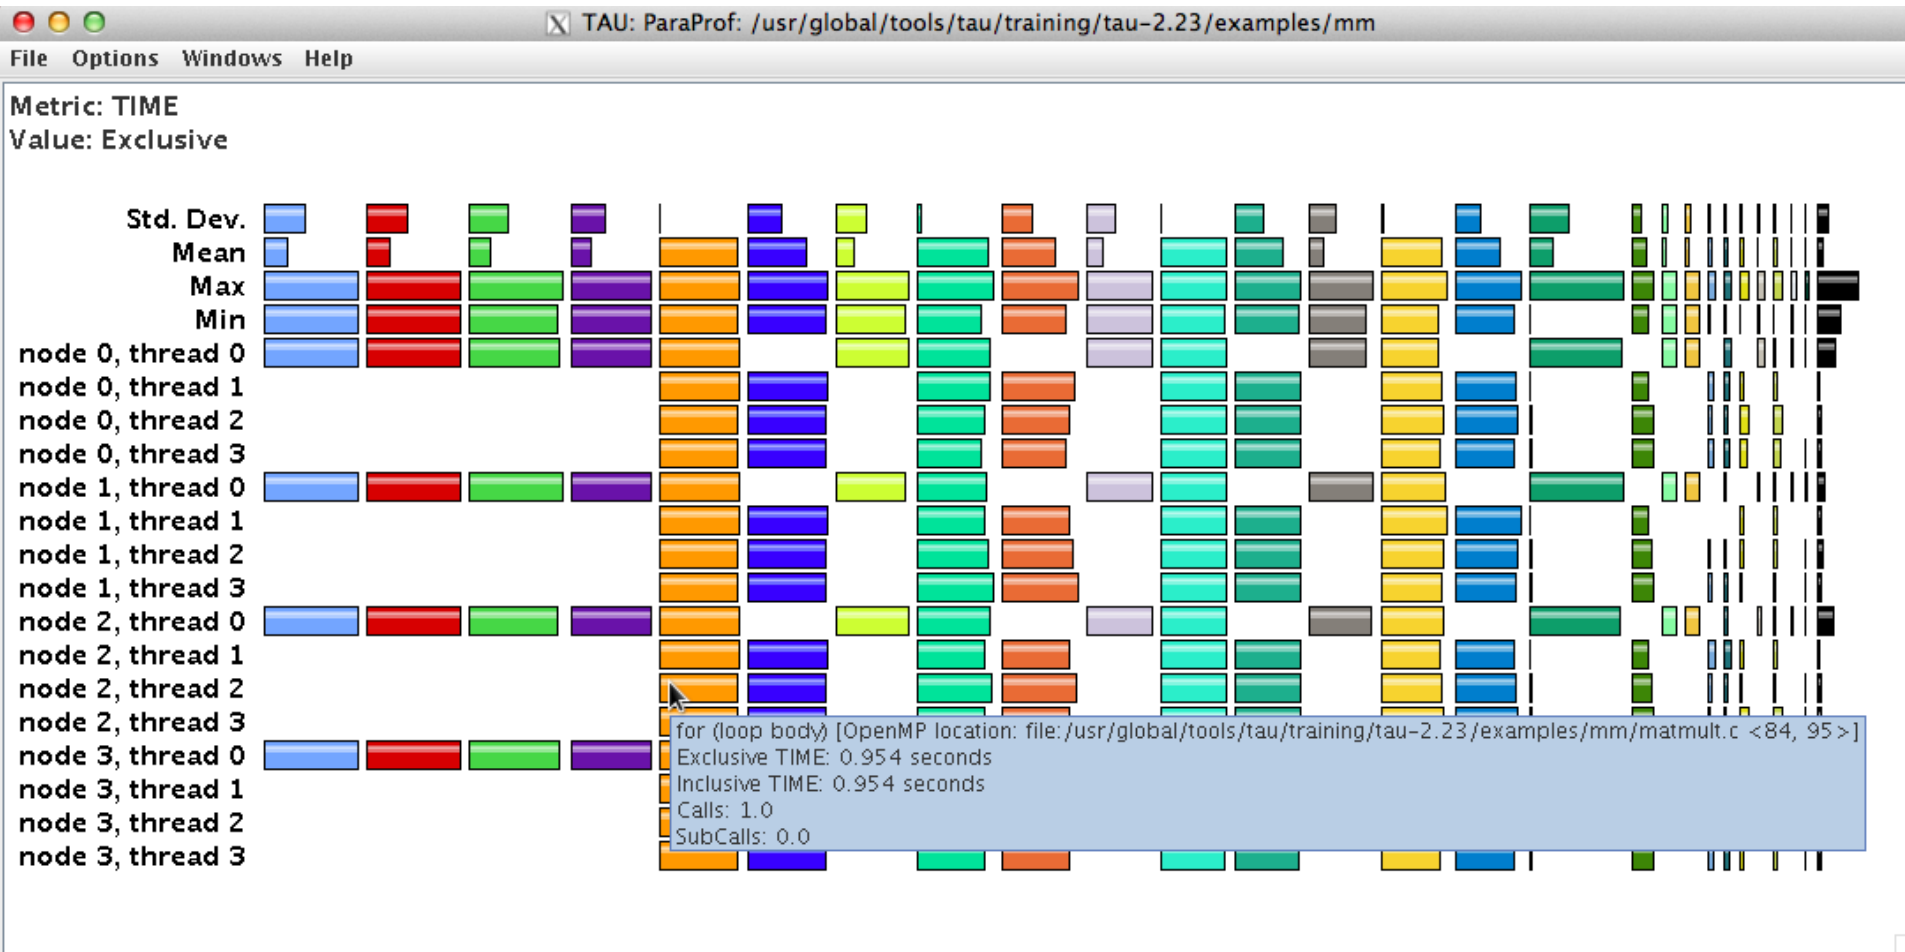 TAU: ParaProf: /usr/global/tools/tau/training/tau-2.23/examples/mm
File Options Windows Help
Metric: TIME
Value: Exclusive
Std. Dev.
Mean
Max
Min
node 0, thread 0
node 0, thread 1
node 0, thread 2
node 0, thread 3
node 1, thread 0
node 1, thread 1
node 1, thread 2
node 1, thread 3
node 2, thread 0
node 2, thread 1
node 2, thread 2
node 2, thread 3
node 3, thread 0
node 3, thread 1
node 3, thread 2
node 3, thread 3
for (loop body) [OpenMP location: file:/usr/global/tools/tau/training/tau-2.23/examples/mm/matmult.c <84, 95>]
Exclusive TIME: 0.954 seconds
Inclusive TIME: 0.954 seconds
Calls: 1.0
SubCalls: 0.0